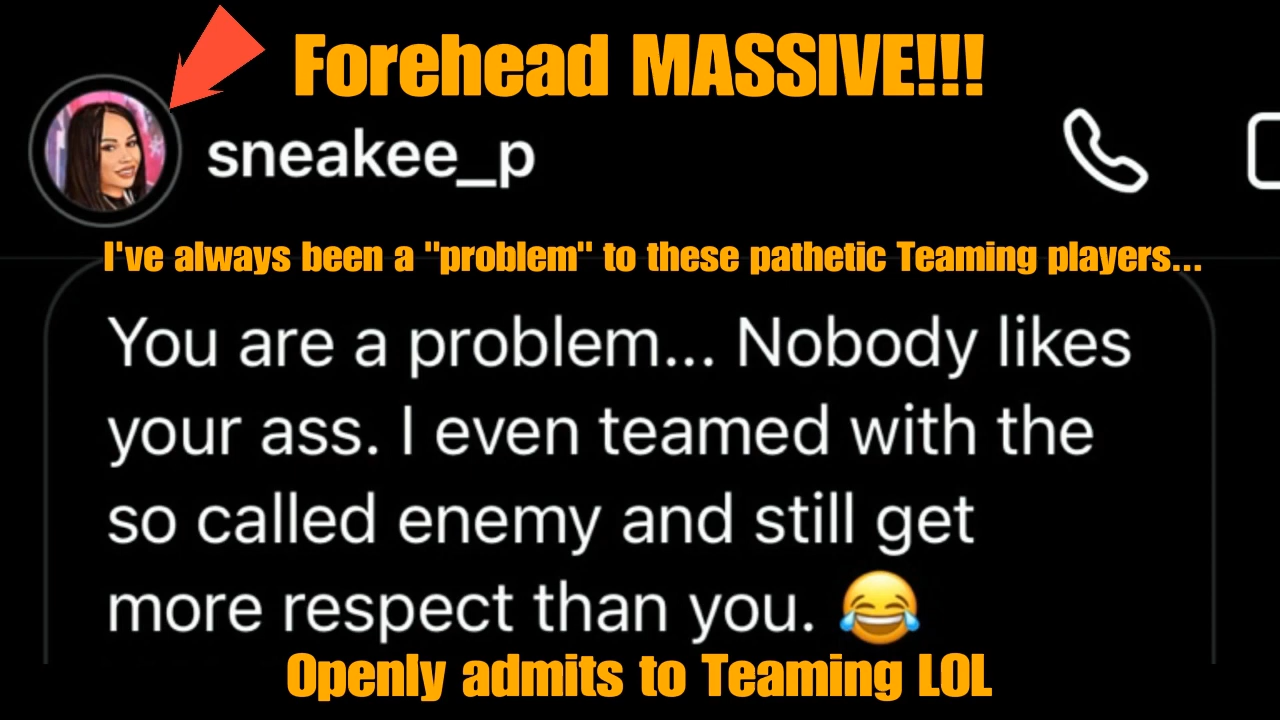 Forehead MASSIVE!!!
sneakee_p
I've always been a "problem" to these pathetic Teaming players...
You are a problem... Nobody likes
your ass. I even teamed with the
so called enemy and still get
more respect than you. 😂
Openly admits to Teaming LOL